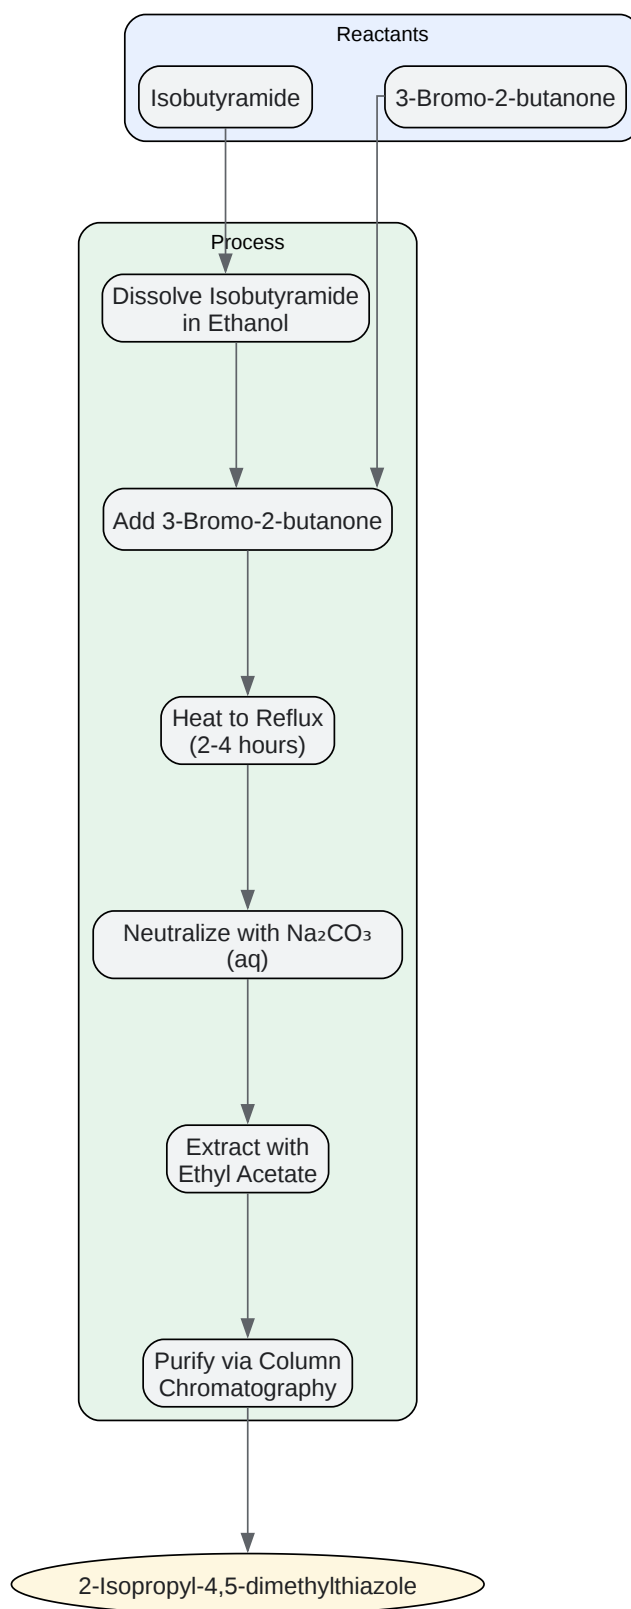 Reactants
Isobutyramide
3-Bromo-2-butanone
Process
Dissolve Isobutyramide
in Ethanol
Add 3-Bromo-2-butanone
Heat to Reflux
(2-4 hours)
Neutralize with Na₂CO₃
(aq)
Extract with
Ethyl Acetate
Purify via Column
Chromatography
2-Isopropyl-4,5-dimethylthiazole